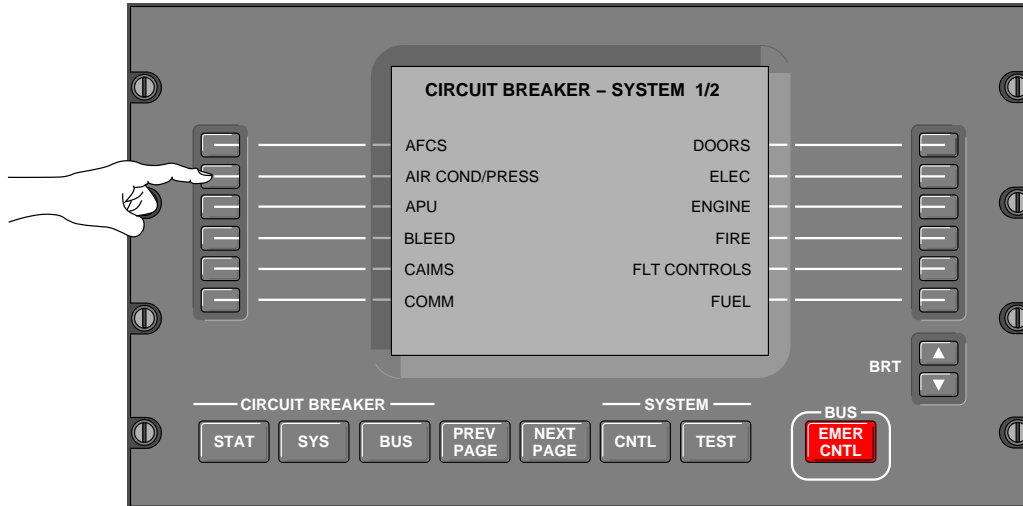 CIRCUIT BREAKER – SYSTEM 1/2
AFCS
DOORS
AIR COND/PRESS
ELEC
APU
ENGINE
BLEED
FIRE
CAIMS
FLT CONTROLS
COMM
FUEL
BRT
CIRCUIT BREAKER
SYSTEM
BUS
STAT
SYS
BUS
PREV
PAGE
NEXT
PAGE
CNTL
TEST
EMER
CNTL